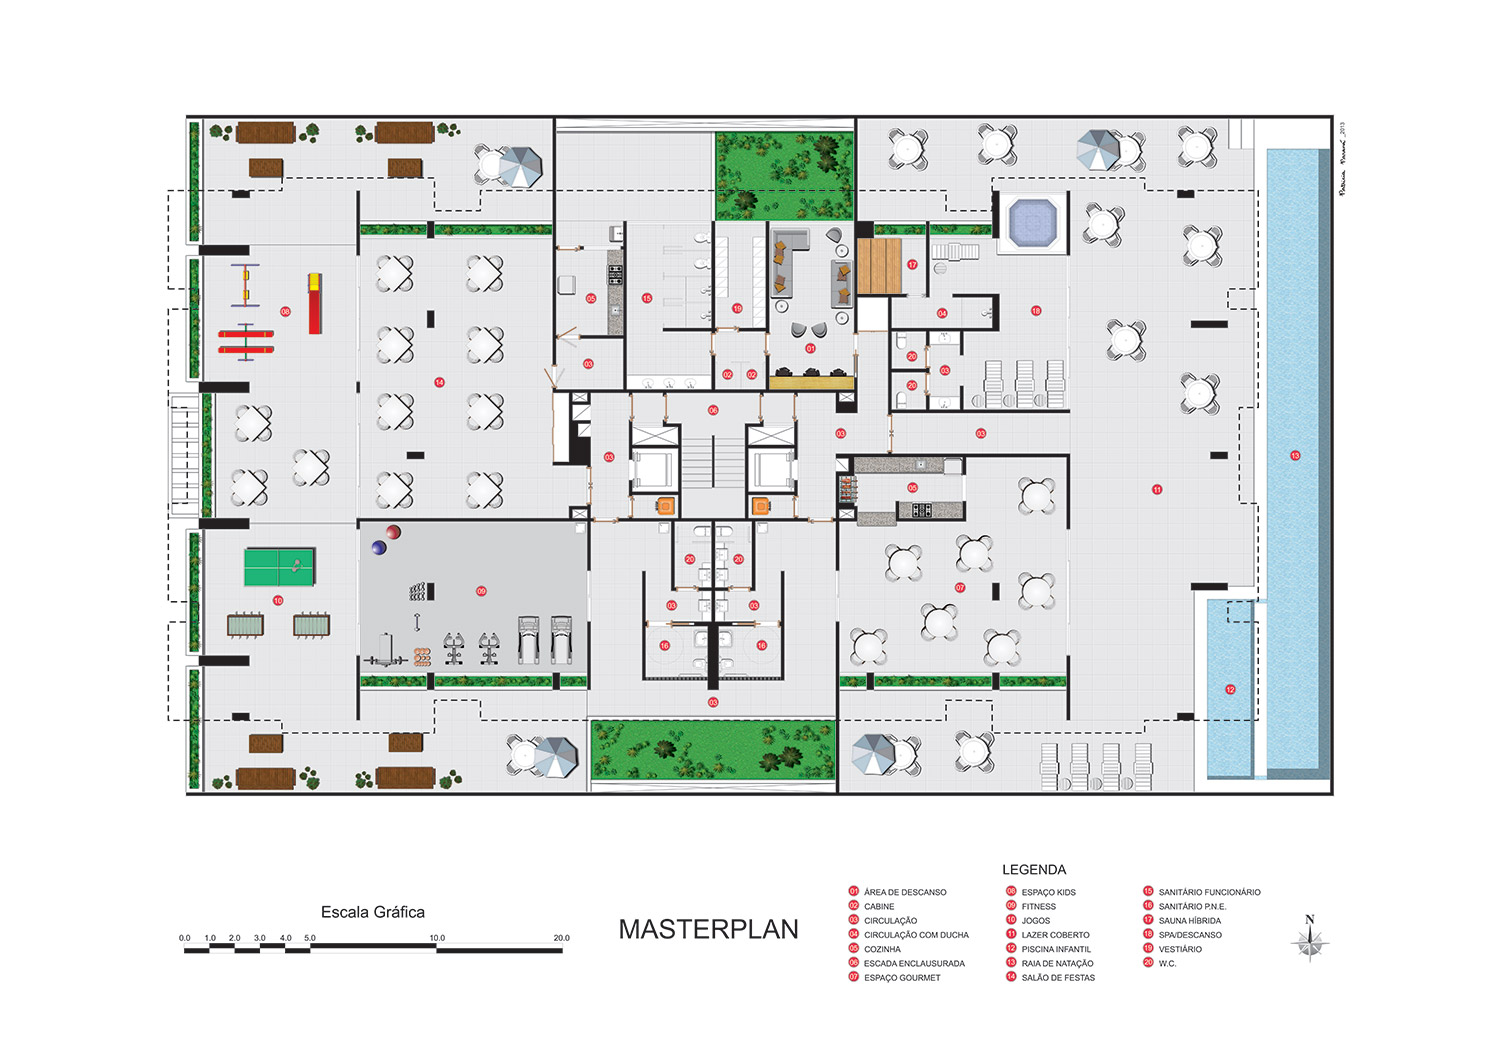 Patricia
_2013
17
18
04
05
15
19
08
01
20
03
03
02
02
14
20
06
03
03
03
13
05
11
20
20
09
07
10
03
03
16
16
12
03
LEGENDA
01 ÁREA DE DESCANSO
02 CABINE
03 CIRCULAÇÃO
04 CIRCULAÇÃO COM DUCHA
05 COZINHA
06 ESCADA ENCLAUSURADA
07 ESPAÇO GOURMET
08 ESPAÇO KIDS
09 FITNESS
10 JOGOS
11 LAZER COBERTO
12 PISCINA INFANTIL
13 RAIA DE NATAÇÃO
14 SALÃO DE FESTAS
15 SANITÁRIO FUNCIONÁRIO
16 SANITÁRIO P.N.E.
17 SAUNA HÍBRIDA
18 SPA/DESCANSO
19 VESTIÁRIO
20 W.C.
Escala Gráfica
0.0 1.0 2.0 3.0 4.0 5.0 10.0 20.0
MASTERPLAN
N